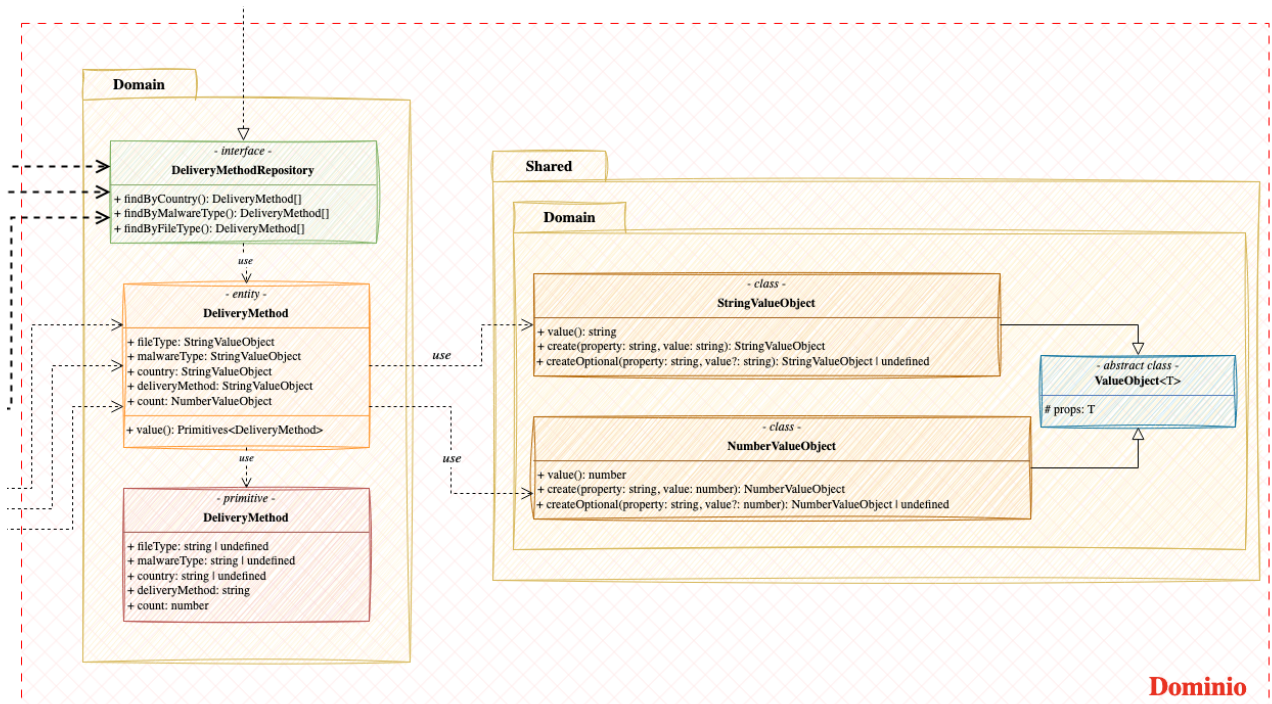 Domain
- interface -
DeliveryMethodRepository
+ findByCountry(): DeliveryMethod[]
+ findByMalwareType(): DeliveryMethod[]
+ findByFileType(): DeliveryMethod[]
use
- entity -
DeliveryMethod
+ fileType: StringValueObject
+ malwareType: StringValueObject
+ country: StringValueObject
+ deliveryMethod: StringValueObject
+ count: NumberValueObject
+ value(): Primitives<DeliveryMethod>
use
- primitive -
DeliveryMethod
+ fileType: string | undefined
+ malwareType: string | undefined
+ country: string | undefined
+ deliveryMethod: string
+ count: number
use
use
Shared
Domain
- class -
StringValueObject
+ value(): string
+ create(property: string, value: string): StringValueObject
+ createOptional(property: string, value?: string): StringValueObject | undefined
- class -
NumberValueObject
+ value(): number
+ create(property: string, value: number): NumberValueObject
+ createOptional(property: string, value?: number): NumberValueObject | undefined
- abstract class -
ValueObject<T>
# props: T
Dominio